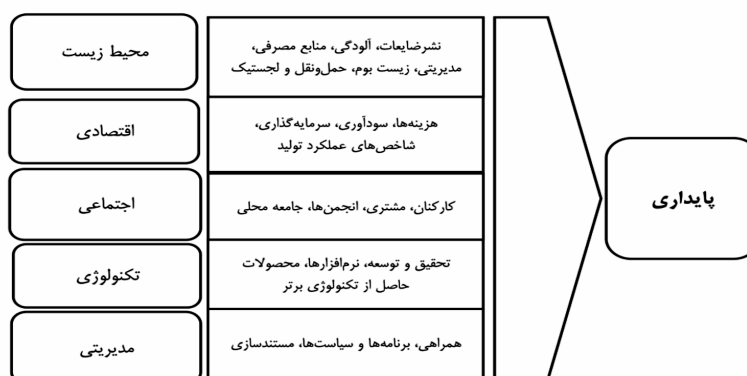 محیط زیست
نشرضایعات، آلودگی، منابع مصرفی،
مدیریتی، زیست بوم، حمل‌ونقل و لجستیک
اقتصادی
هزینه‌ها، سودآوری، سرمایه‌گذاری،
شاخص‌های عملکرد تولید
اجتماعی
کارکنان، مشتری، انجمن‌ها، جامعه محلی
تکنولوژی
تحقیق و توسعه، نرم‌افزارها، محصولات
حاصل از تکنولوژی برتر
مدیریتی
همراهی، برنامه‌ها و سیاست‌ها، مستندسازی
پایداری